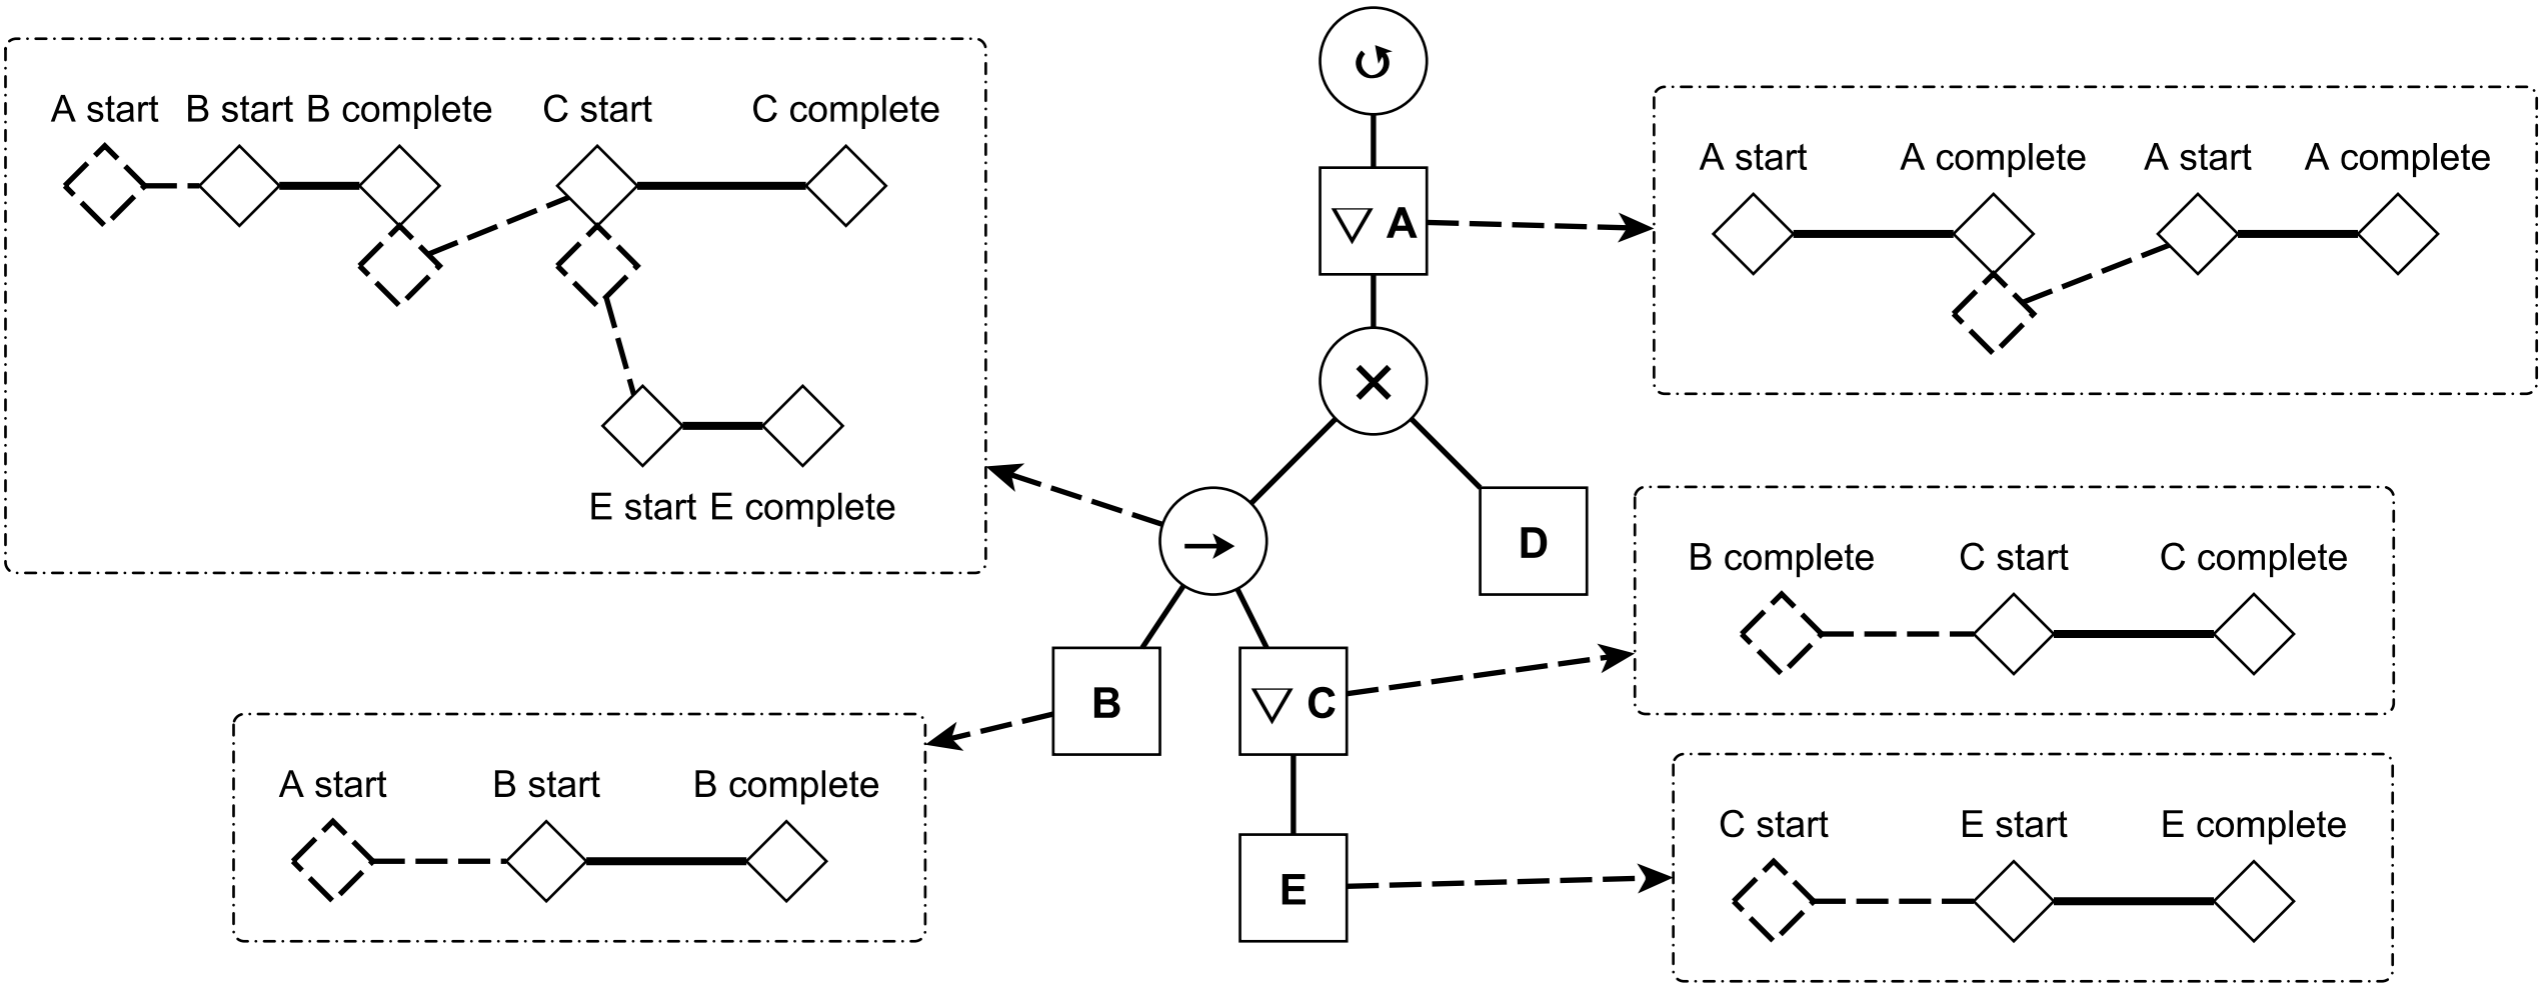 A start B start B complete C start C complete
E start E complete
↺
▽ A
×
→
D
B
▽ C
E
A start A complete A start A complete
B complete C start C complete
A start B start B complete
C start E start E complete